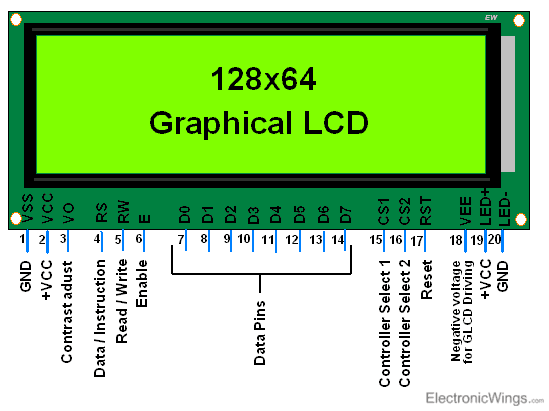 EW
128x64
Graphical LCD
VSS VCC VO RS RW E D0 D1 D2 D3 D4 D5 D6 D7 CS1 CS2 RST VEE LED+ LED-
1 2 3 4 5 6 7 8 9 10 11 12 13 14 15 16 17 18 19 20
GND
+VCC
Contrast adust
Data / Instruction
Read / Write
Enable
Data Pins
Controller Select 1
Controller Select 2
Reset
Negative voltage
for GLCD Driving
+VCC
GND
ElectronicWings.com